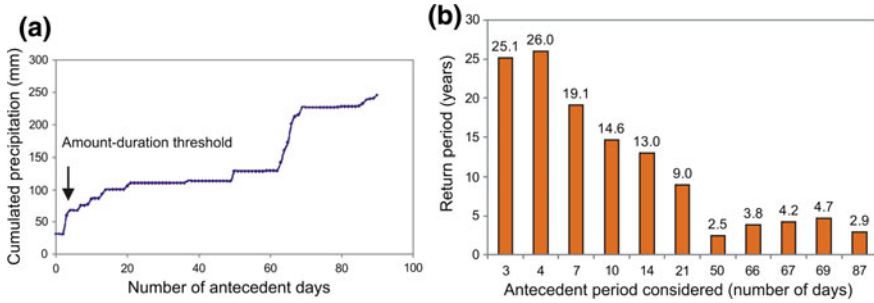 (a)
Cumulated precipitation (mm)
300
250
200
150
100
50
0
Amount-duration threshold
0 20 40 60 80 100
Number of antecedent days
(b)
Return period (years)
30
25
20
15
10
5
0
25.1 26.0 19.1 14.6 13.0 9.0 2.5 3.8 4.2 4.7 2.9
3 4 7 10 14 21 50 66 67 69 87
Antecedent period considered (number of days)